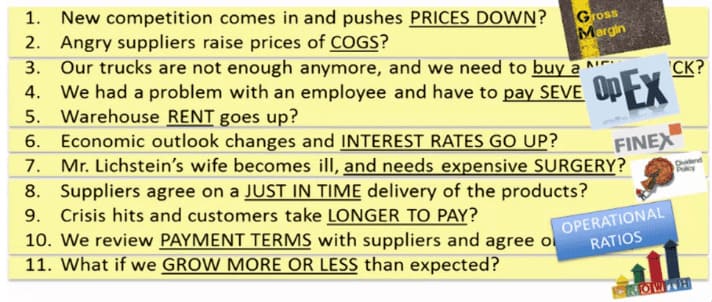 1. New competition comes in and pushes PRICES DOWN?
Gross
Margin
2. Angry suppliers raise prices of COGS?
3. Our trucks are not enough anymore, and we need to buy a CK?
4. We had a problem with an employee and have to pay
OpEx
5. Warehouse RENT goes up?
6. Economic outlook changes and INTEREST RATES GO UP?
FINEX
7. Mr. Lichstein's wife becomes ill, and needs expensive SURGERY?
Dividend
Policy
8. Suppliers agree on a JUST IN TIME delivery of the products?
9. Crisis hits and customers take LONGER TO PAY?
OPERATIONAL
RATIOS
10. We review PAYMENT TERMS with suppliers and agree
11. What if we GROW MORE OR LESS than expected?
GROWTH